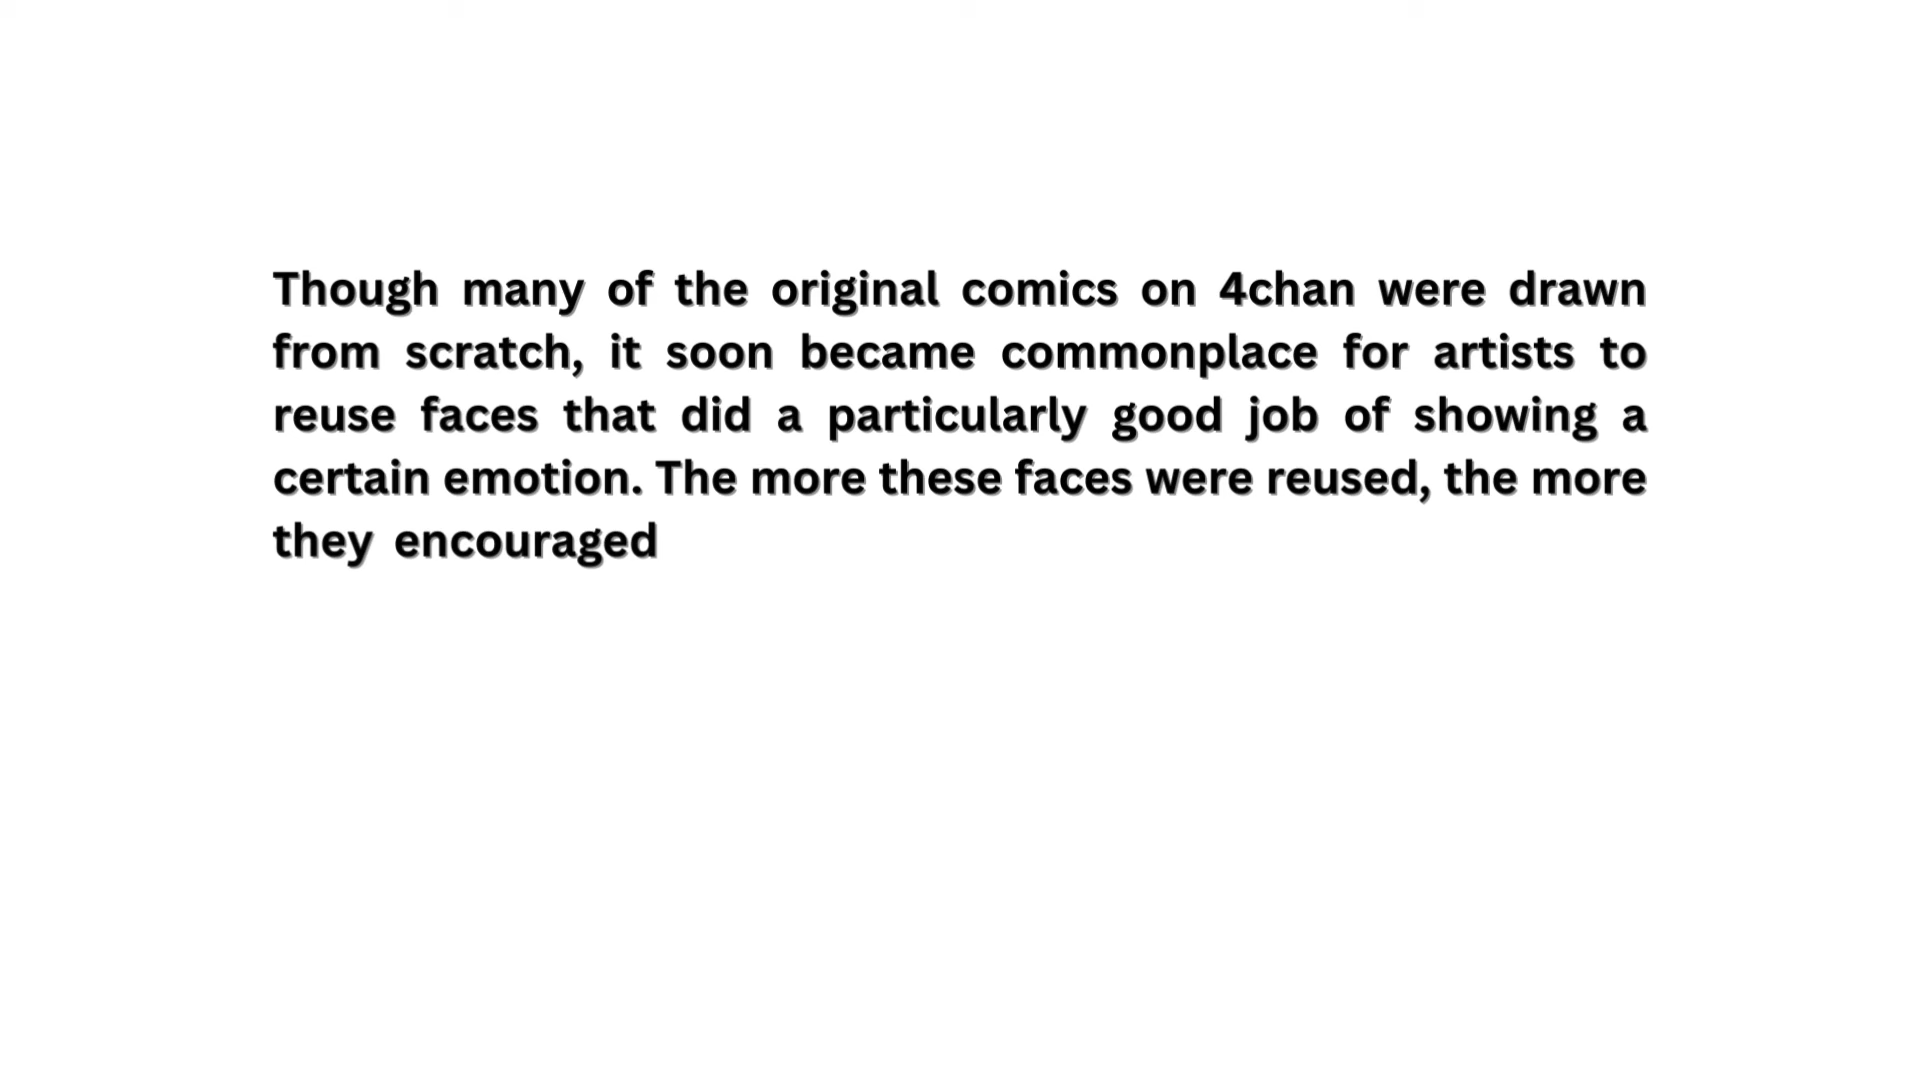 Though many of the original comics on 4chan were drawn
from scratch, it soon became commonplace for artists to
reuse faces that did a particularly good job of showing a
certain emotion. The more these faces were reused, the more
they encouraged